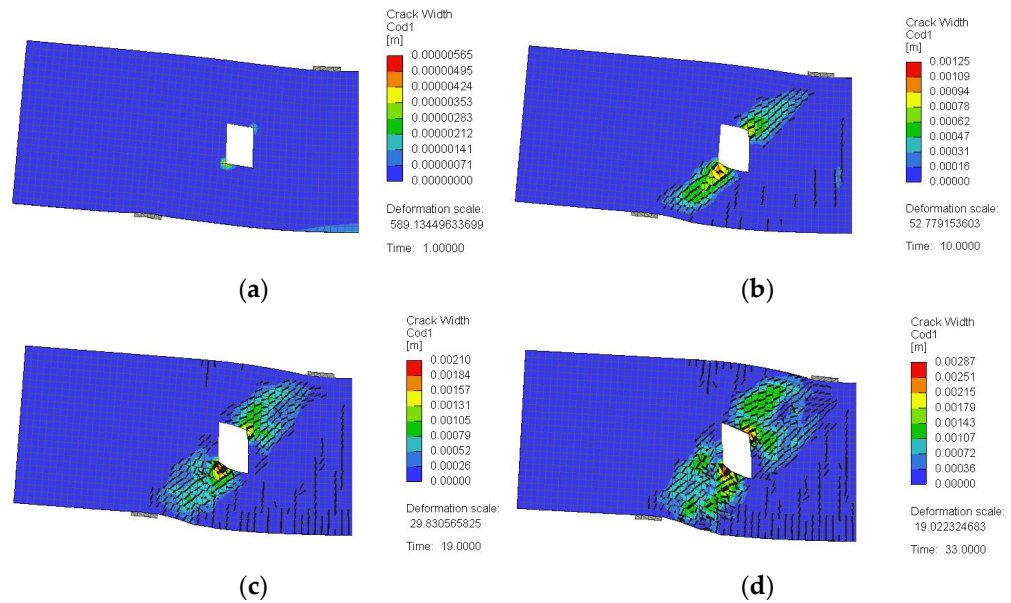 Crack Width
Cod1
[m]
0.00000565
0.00000495
0.00000424
0.00000353
0.00000283
0.00000212
0.00000141
0.00000071
0.00000000
Deformation scale:
589.13449633699
Time: 1.00000
(a)
Crack Width
Cod1
[m]
0.00125
0.00109
0.00094
0.00078
0.00062
0.00047
0.00031
0.00016
0.00000
Deformation scale:
52.779153603
Time: 10.0000
(b)
Crack Width
Cod1
[m]
0.00210
0.00184
0.00157
0.00131
0.00105
0.00079
0.00052
0.00026
0.00000
Deformation scale:
29.830565825
Time: 19.0000
(c)
Crack Width
Cod1
[m]
0.00287
0.00251
0.00215
0.00179
0.00143
0.00107
0.00072
0.00036
0.00000
Deformation scale:
19.022324683
Time: 33.0000
(d)